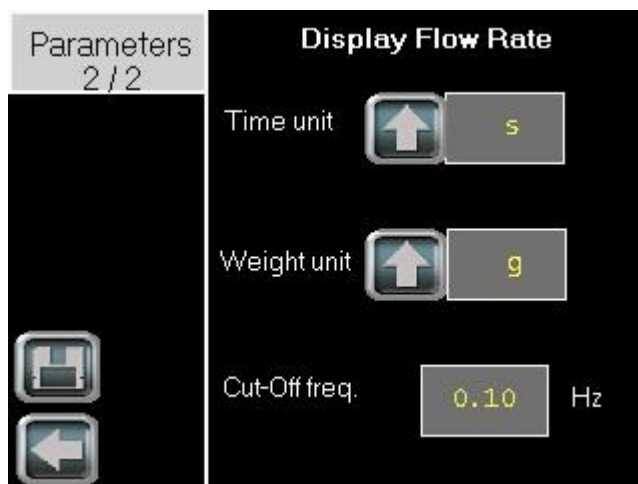 Parameters
2 / 2
Display Flow Rate
Time unit
s
Weight unit
g
Cut-Off freq.
0.10
Hz